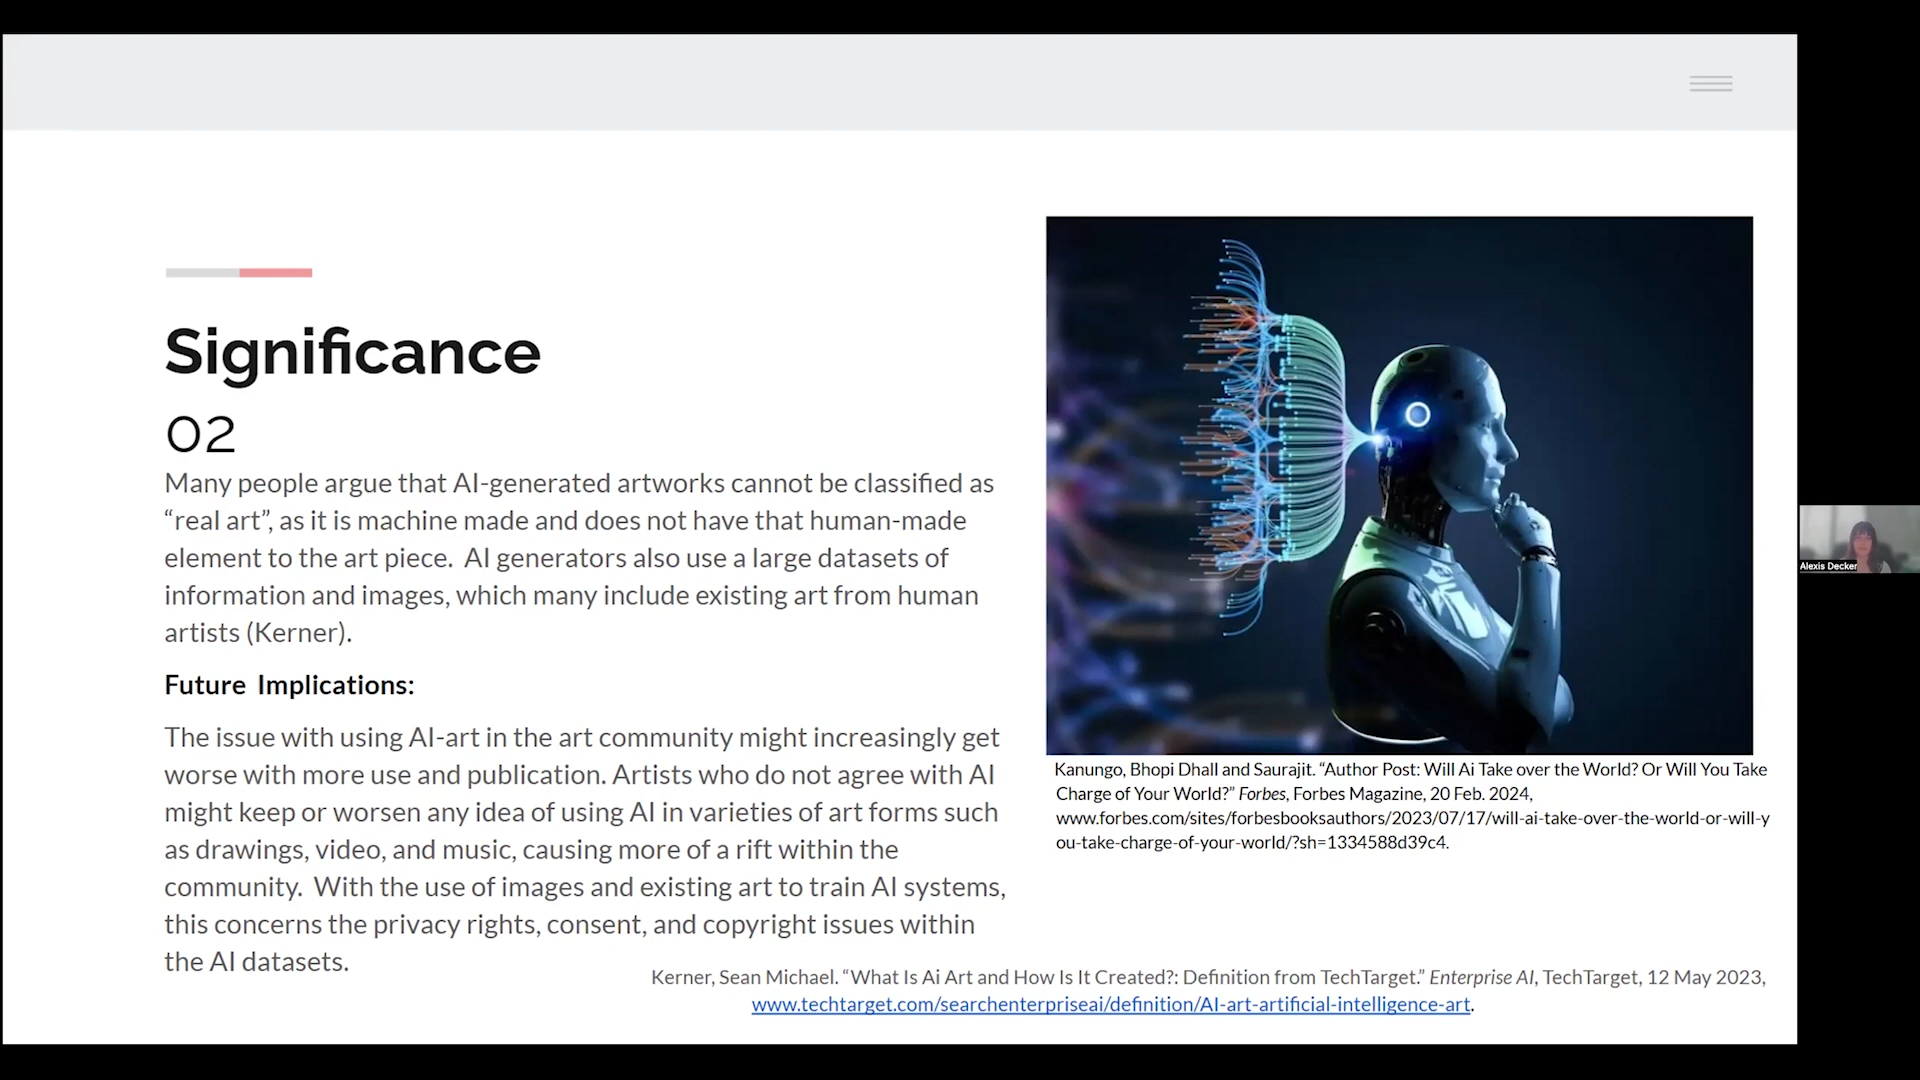 Significance
02
Many people argue that AI-generated artworks cannot be classified as
“real art”, as it is machine made and does not have that human-made
element to the art piece.  AI generators also use a large datasets of
information and images, which many include existing art from human
artists (Kerner).
Future  Implications:
The issue with using AI-art in the art community might increasingly get
worse with more use and publication. Artists who do not agree with AI
might keep or worsen any idea of using AI in varieties of art forms such
as drawings, video, and music, causing more of a rift within the
community.  With the use of images and existing art to train AI systems,
this concerns the privacy rights, consent, and copyright issues within
the AI datasets.
Kanungo, Bhopi Dhall and Saurajit. “Author Post: Will Ai Take over the World? Or Will You Take
Charge of Your World?” Forbes, Forbes Magazine, 20 Feb. 2024,
www.forbes.com/sites/forbesbooksauthors/2023/07/17/will-ai-take-over-the-world-or-will-y
ou-take-charge-of-your-world/?sh=1334588d39c4.
Kerner, Sean Michael. “What Is Ai Art and How Is It Created?: Definition from TechTarget.” Enterprise AI, TechTarget, 12 May 2023,
www.techtarget.com/searchenterpriseai/definition/AI-art-artificial-intelligence-art.
Alexis Decker